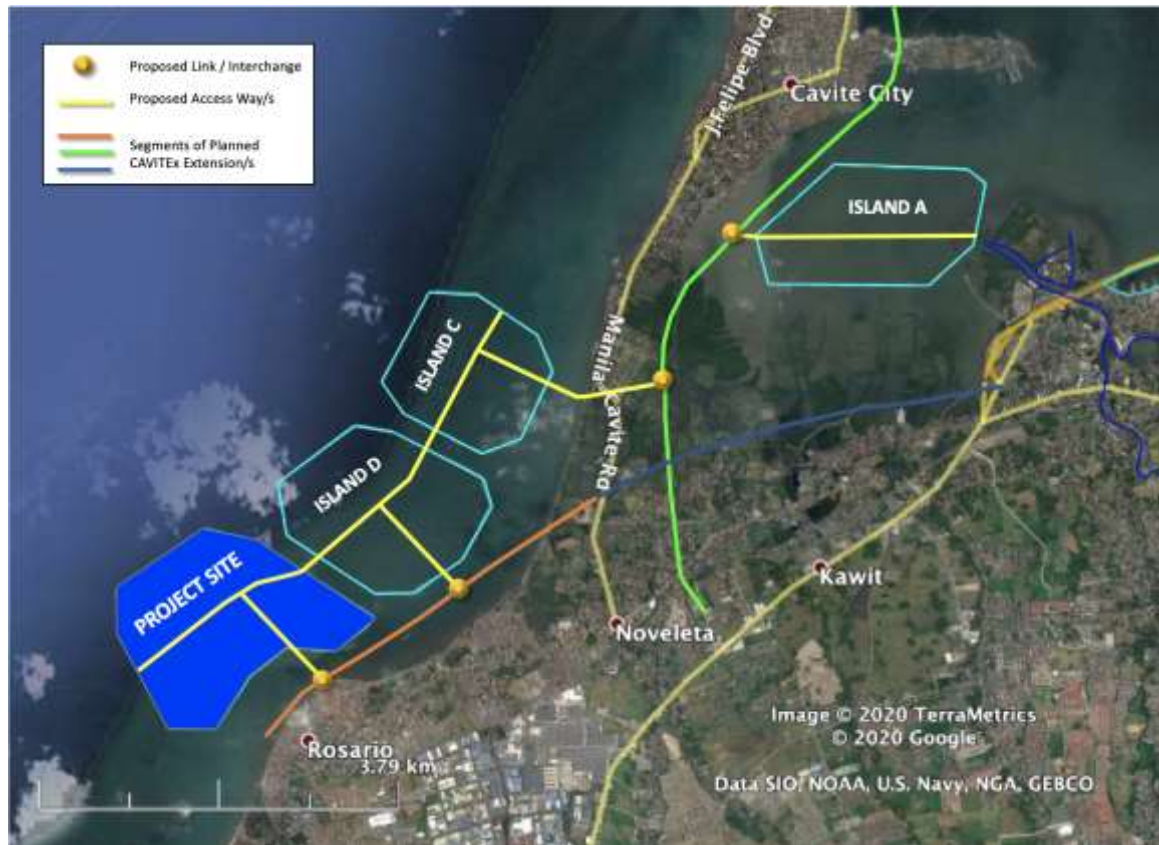 Proposed Link / Interchange
Proposed Access Way/s
Segments of Planned
CAVITEx Extension/s
J.Felipe Blvd
Cavite City
ISLAND A
ISLAND C
Manila-Cavite Rd
ISLAND D
PROJECT SITE
Kawit
Noveleta
Rosario
3.79 km
Image © 2020 TerraMetrics
© 2020 Google
Data SIO, NOAA, U.S. Navy, NGA, GEBCO